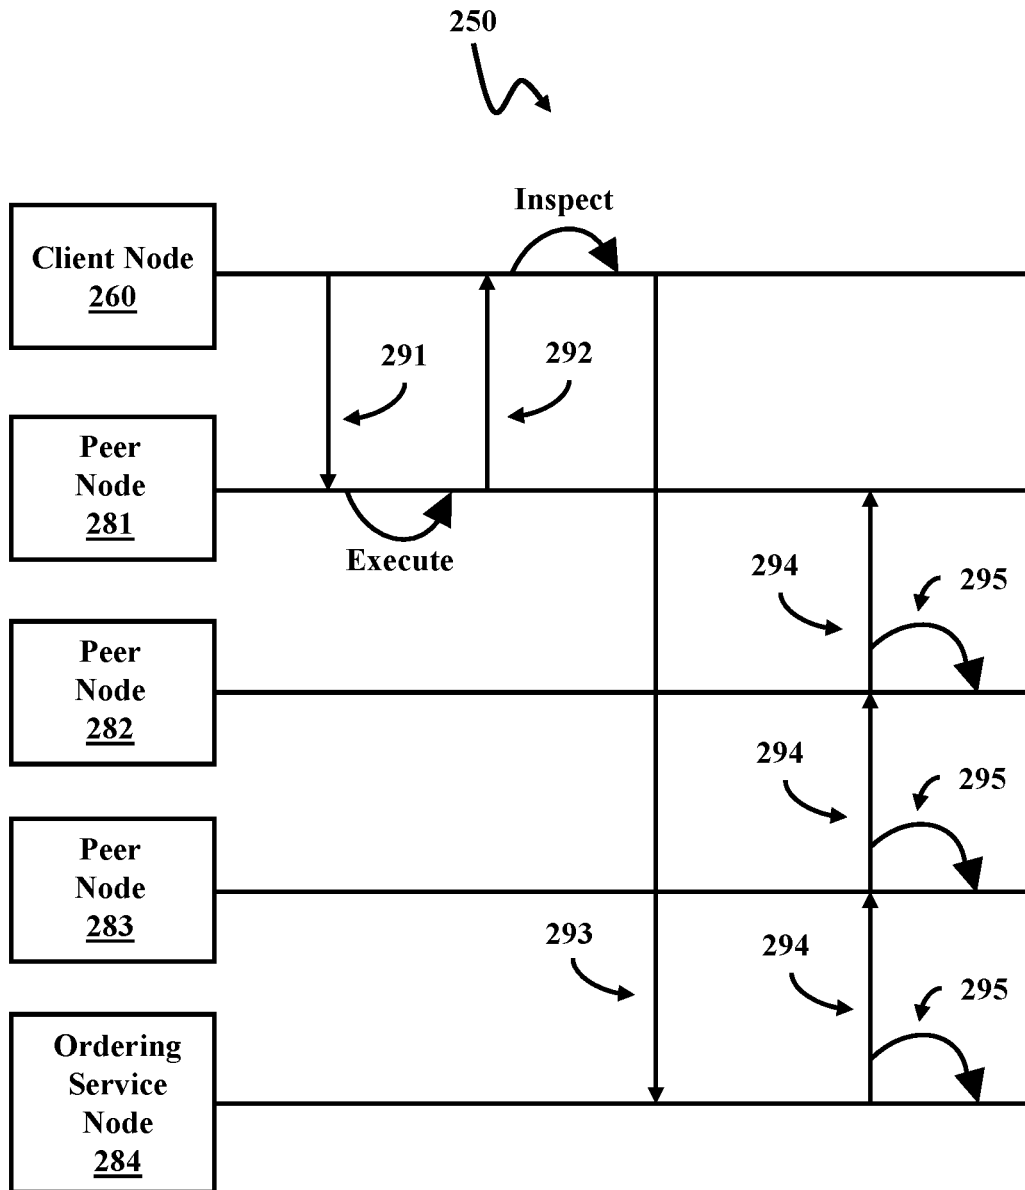 250
Inspect
Client Node
260
291
292
Peer
Node
281
Execute
294
295
Peer
Node
282
294
295
Peer
Node
283
293
294
295
Ordering
Service
Node
284